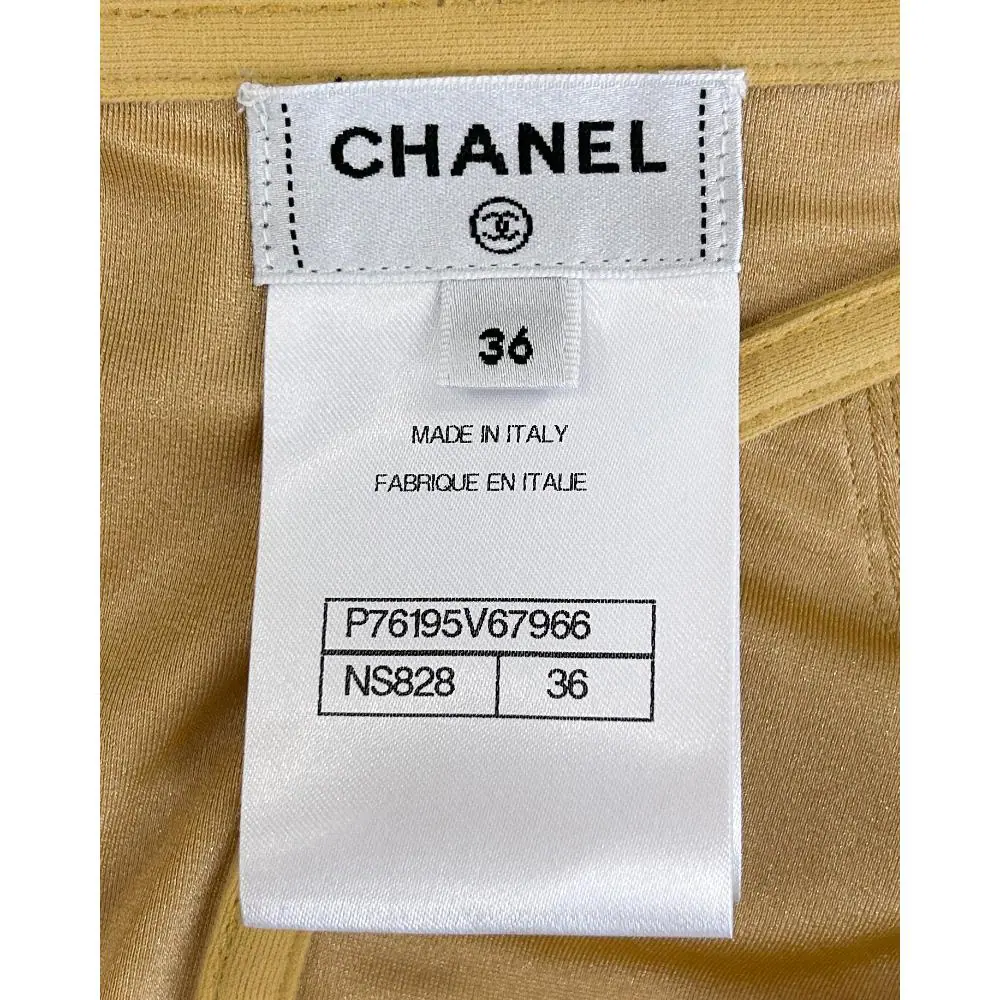 CHANEL
36
MADE IN ITALY
FABRIQUE EN ITALIE
P76195V67966
NS828 36